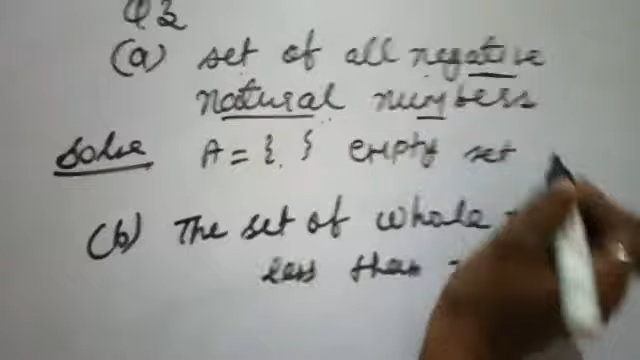 Q2
(a) set of all negative
natural numbers
Solve A = { } empty set
(b) The set of whole
less than